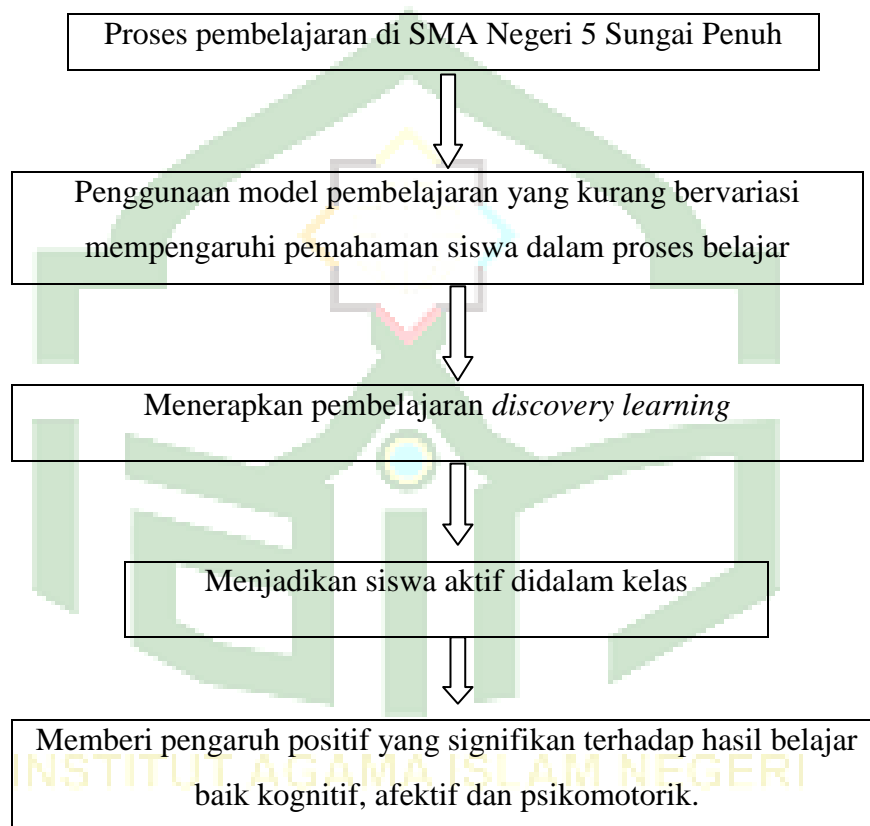 Proses pembelajaran di SMA Negeri 5 Sungai Penuh
Penggunaan model pembelajaran yang kurang bervariasi
mempengaruhi pemahaman siswa dalam proses belajar
Menerapkan pembelajaran discovery learning
Menjadikan siswa aktif didalam kelas
Memberi pengaruh positif yang signifikan terhadap hasil belajar
INSTITUT AGAMA ISLAM NEGERI
baik kognitif, afektif dan psikomotorik.